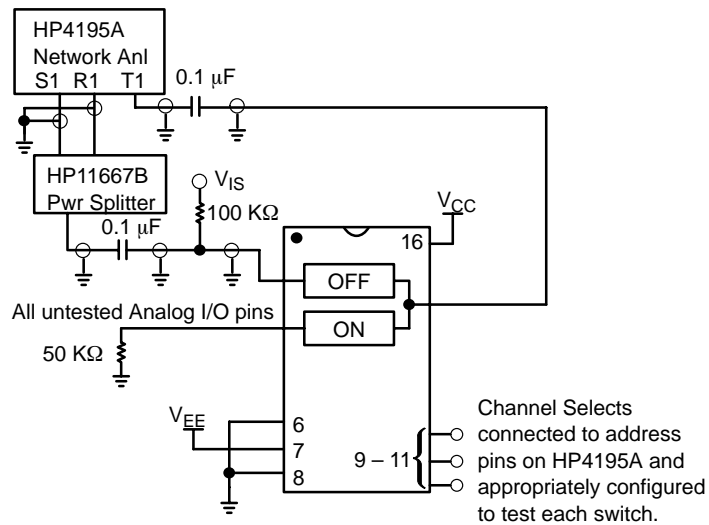 HP4195A
Network Anl
S1 R1 T1
0.1 μF
HP11667B
Pwr Splitter
V_IS
100 KΩ
0.1 μF
V_CC
16
OFF
All untested Analog I/O pins
ON
50 KΩ
V_EE
6
7
8
9 – 11
Channel Selects
connected to address
pins on HP4195A and
appropriately configured
to test each switch.